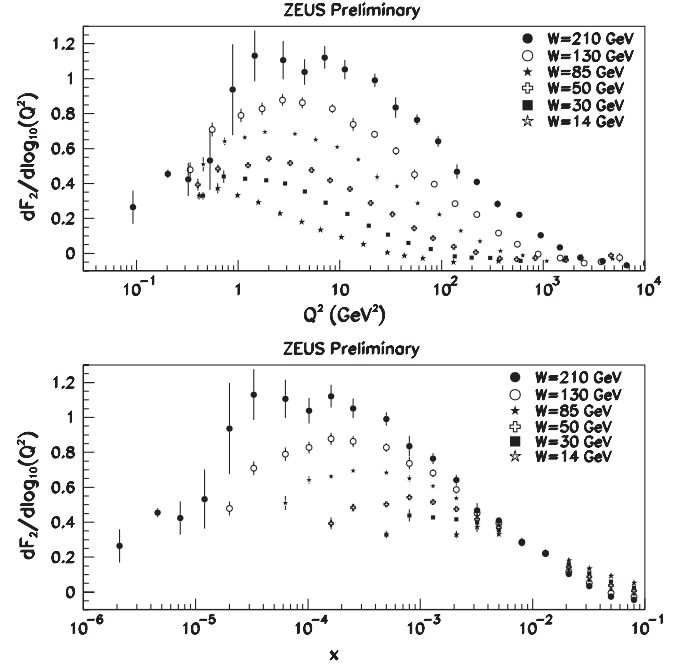 ZEUS Preliminary
dF₂/dlog₁₀(Q²)
1.2
1
0.8
0.6
0.4
0.2
0
W=210 GeV
W=130 GeV
W=85 GeV
W=50 GeV
W=30 GeV
W=14 GeV
10⁻¹ 1 10 10² 10³ 10⁴
Q² (GeV²)
ZEUS Preliminary
dF₂/dlog₁₀(Q²)
1.2
1
0.8
0.6
0.4
0.2
0
W=210 GeV
W=130 GeV
W=85 GeV
W=50 GeV
W=30 GeV
W=14 GeV
10⁻⁶ 10⁻⁵ 10⁻⁴ 10⁻³ 10⁻² 10⁻¹
x